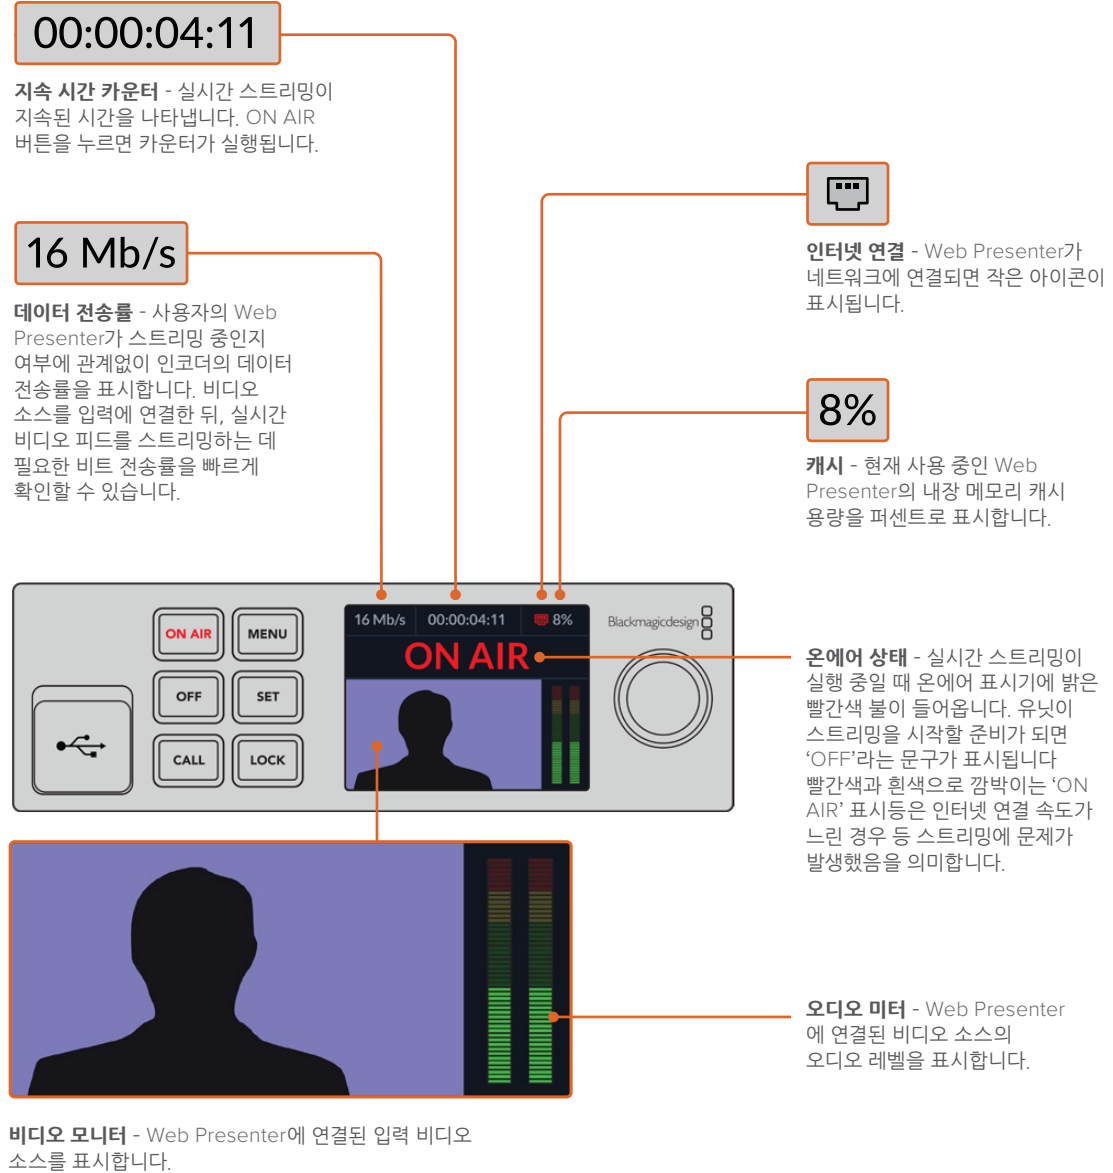 00:00:04:11
지속 시간 카운터 - 실시간 스트리밍이
지속된 시간을 나타냅니다. ON AIR
버튼을 누르면 카운터가 실행됩니다.
16 Mb/s
데이터 전송률 - 사용자의 Web
Presenter가 스트리밍 중인지
여부에 관계없이 인코더의 데이터
전송률을 표시합니다. 비디오
소스를 입력에 연결한 뒤, 실시간
비디오 피드를 스트리밍하는 데
필요한 비트 전송률을 빠르게
확인할 수 있습니다.
인터넷 연결 - Web Presenter가
네트워크에 연결되면 작은 아이콘이
표시됩니다.
8%
캐시 - 현재 사용 중인 Web
Presenter의 내장 메모리 캐시
용량을 퍼센트로 표시합니다.
ON AIR
MENU
OFF
SET
CALL
LOCK
16 Mb/s 00:00:04:11 8%
ON AIR
Blackmagicdesign
온에어 상태 - 실시간 스트리밍이
실행 중일 때 온에어 표시기에 밝은
빨간색 불이 들어옵니다. 유닛이
스트리밍을 시작할 준비가 되면
‘OFF’라는 문구가 표시됩니다
빨간색과 흰색으로 깜박이는 ‘ON
AIR’ 표시등은 인터넷 연결 속도가
느린 경우 등 스트리밍에 문제가
발생했음을 의미합니다.
오디오 미터 - Web Presenter
에 연결된 비디오 소스의
오디오 레벨을 표시합니다.
비디오 모니터 - Web Presenter에 연결된 입력 비디오
소스를 표시합니다.